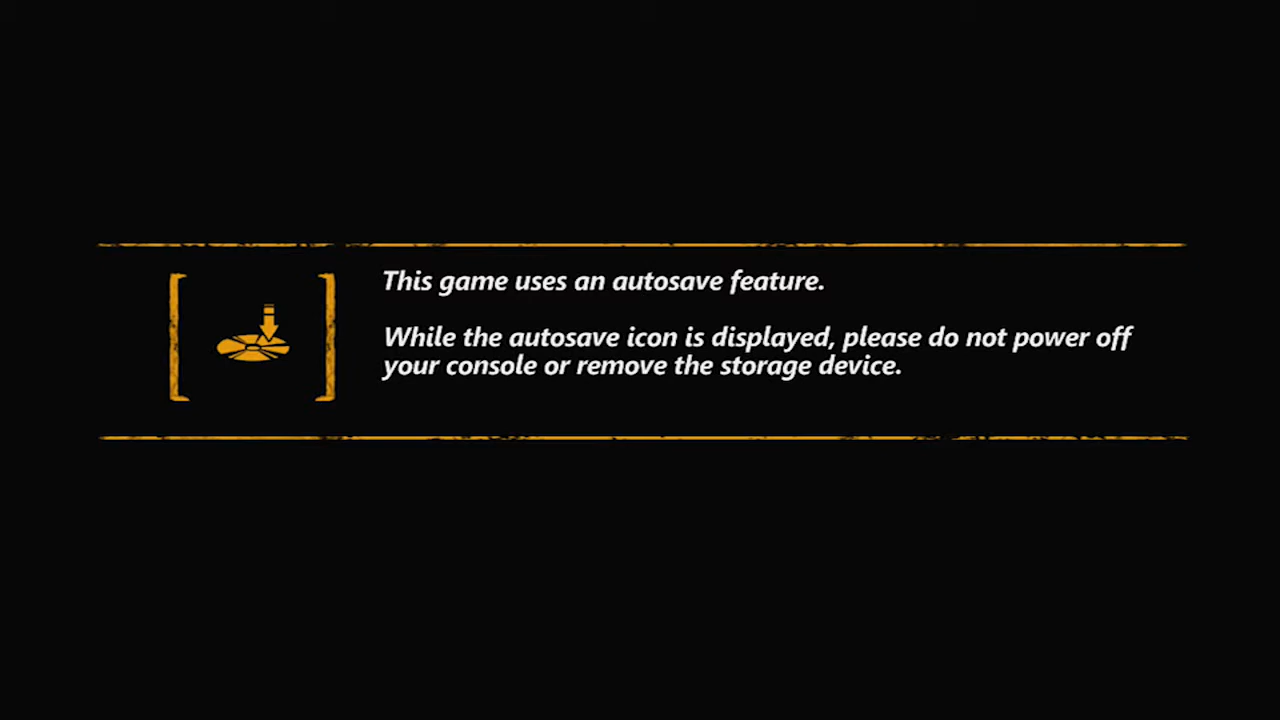 This game uses an autosave feature.
While the autosave icon is displayed, please do not power off
your console or remove the storage device.